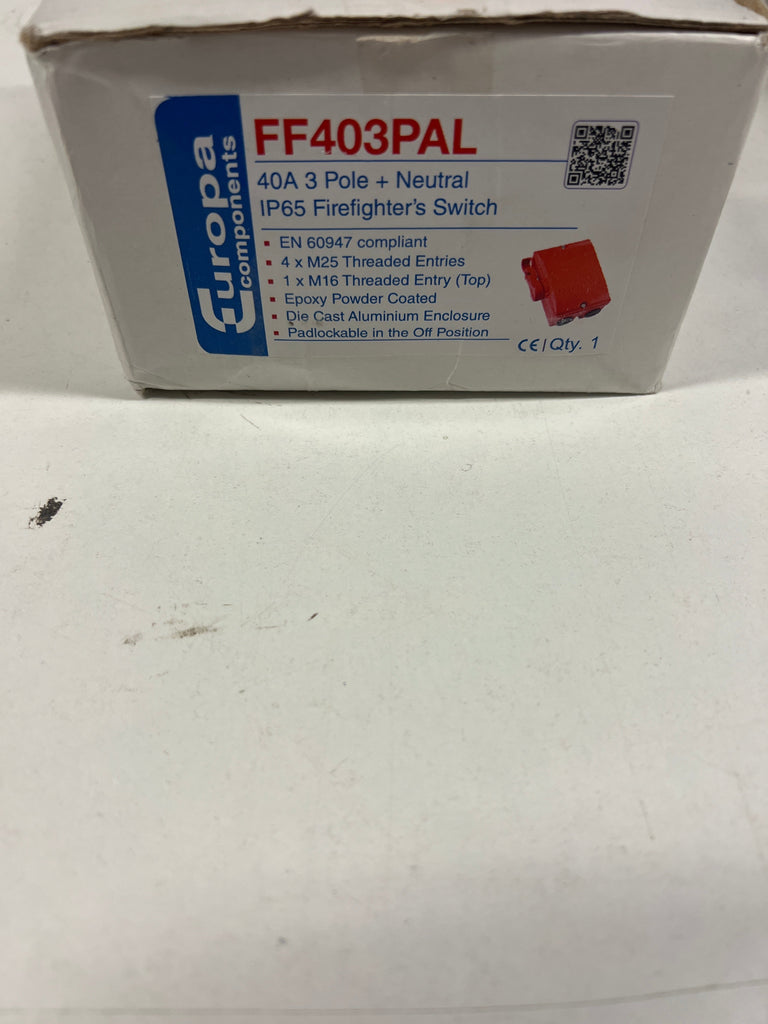 Europa
components
FF403PAL
40A 3 Pole + Neutral
IP65 Firefighter's Switch
▪ EN 60947 compliant
▪ 4 x M25 Threaded Entries
▪ 1 x M16 Threaded Entry (Top)
▪ Epoxy Powder Coated
▪ Die Cast Aluminium Enclosure
▪ Padlockable in the Off Position
CE | Qty. 1